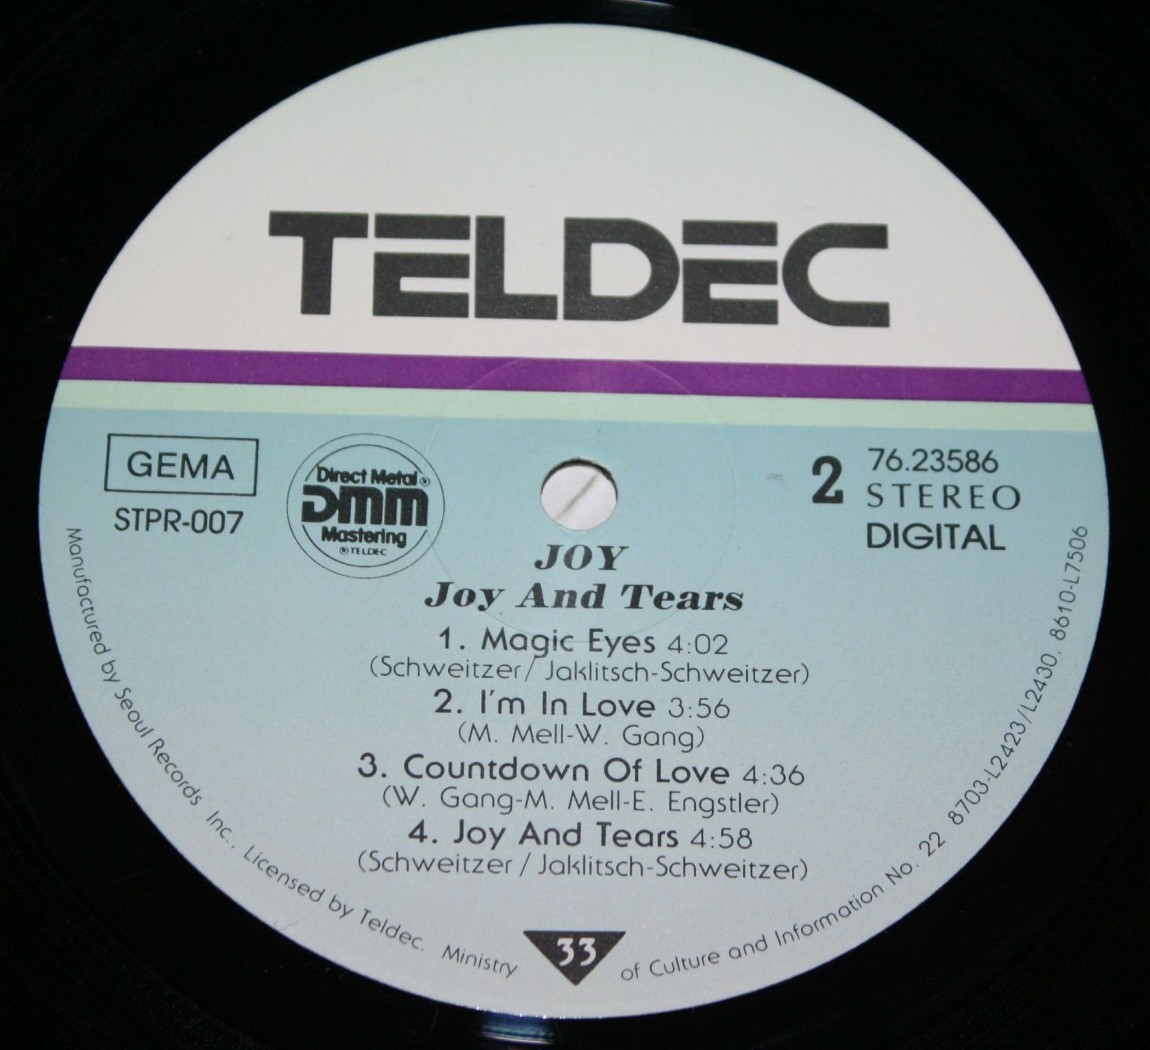 TELDEC
GEMA
STPR-007
Direct Metal ®
DMM
Mastering
® TELDEC
2
76.23586
STEREO
DIGITAL
JOY
Joy And Tears
1. Magic Eyes 4:02
(Schweitzer/Jaklitsch-Schweitzer)
2. I'm In Love 3:56
(M. Mell-W. Gang)
3. Countdown Of Love 4:36
(W. Gang-M. Mell-E. Engstler)
4. Joy And Tears 4:58
(Schweitzer/Jaklitsch-Schweitzer)
33
Manufactured by Seoul Records Inc., Licensed by Teldec. Ministry of Culture and Information No. 22 8703-L2423/L2430. 8610-L7506